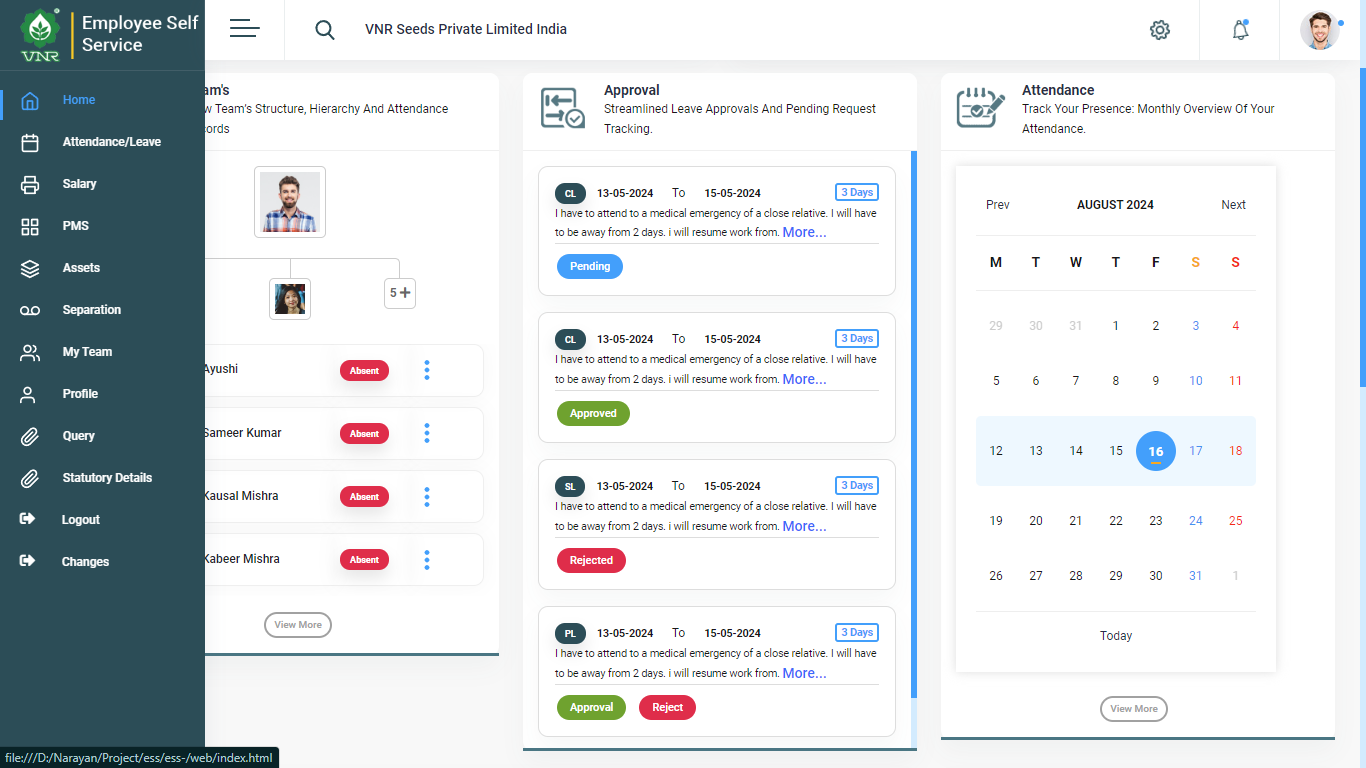 VNR
Employee Self
Service
VNR Seeds Private Limited India
Home
Attendance/Leave
Salary
PMS
Assets
Separation
My Team
Profile
Query
Statutory Details
Logout
Changes
am's
w Team's Structure, Hierarchy And Attendance
cords
5+
Ayushi
Absent
Sameer Kumar
Absent
Kausal Mishra
Absent
Kabeer Mishra
Absent
View More
Approval
Streamlined Leave Approvals And Pending Request
Tracking.
CL 13-05-2024 To 15-05-2024 3 Days
I have to attend to a medical emergency of a close relative. I will have
to be away from 2 days. i will resume work from. More...
Pending
CL 13-05-2024 To 15-05-2024 3 Days
I have to attend to a medical emergency of a close relative. I will have
to be away from 2 days. i will resume work from. More...
Approved
SL 13-05-2024 To 15-05-2024 3 Days
I have to attend to a medical emergency of a close relative. I will have
to be away from 2 days. i will resume work from. More...
Rejected
PL 13-05-2024 To 15-05-2024 3 Days
I have to attend to a medical emergency of a close relative. I will have
to be away from 2 days. i will resume work from. More...
Approval Reject
Attendance
Track Your Presence: Monthly Overview Of Your
Attendance.
Prev AUGUST 2024 Next
M T W T F S S
29 30 31 1 2 3 4
5 6 7 8 9 10 11
12 13 14 15 16 17 18
19 20 21 22 23 24 25
26 27 28 29 30 31 1
Today
View More
file:///D:/Narayan/Project/ess/ess-/web/index.html